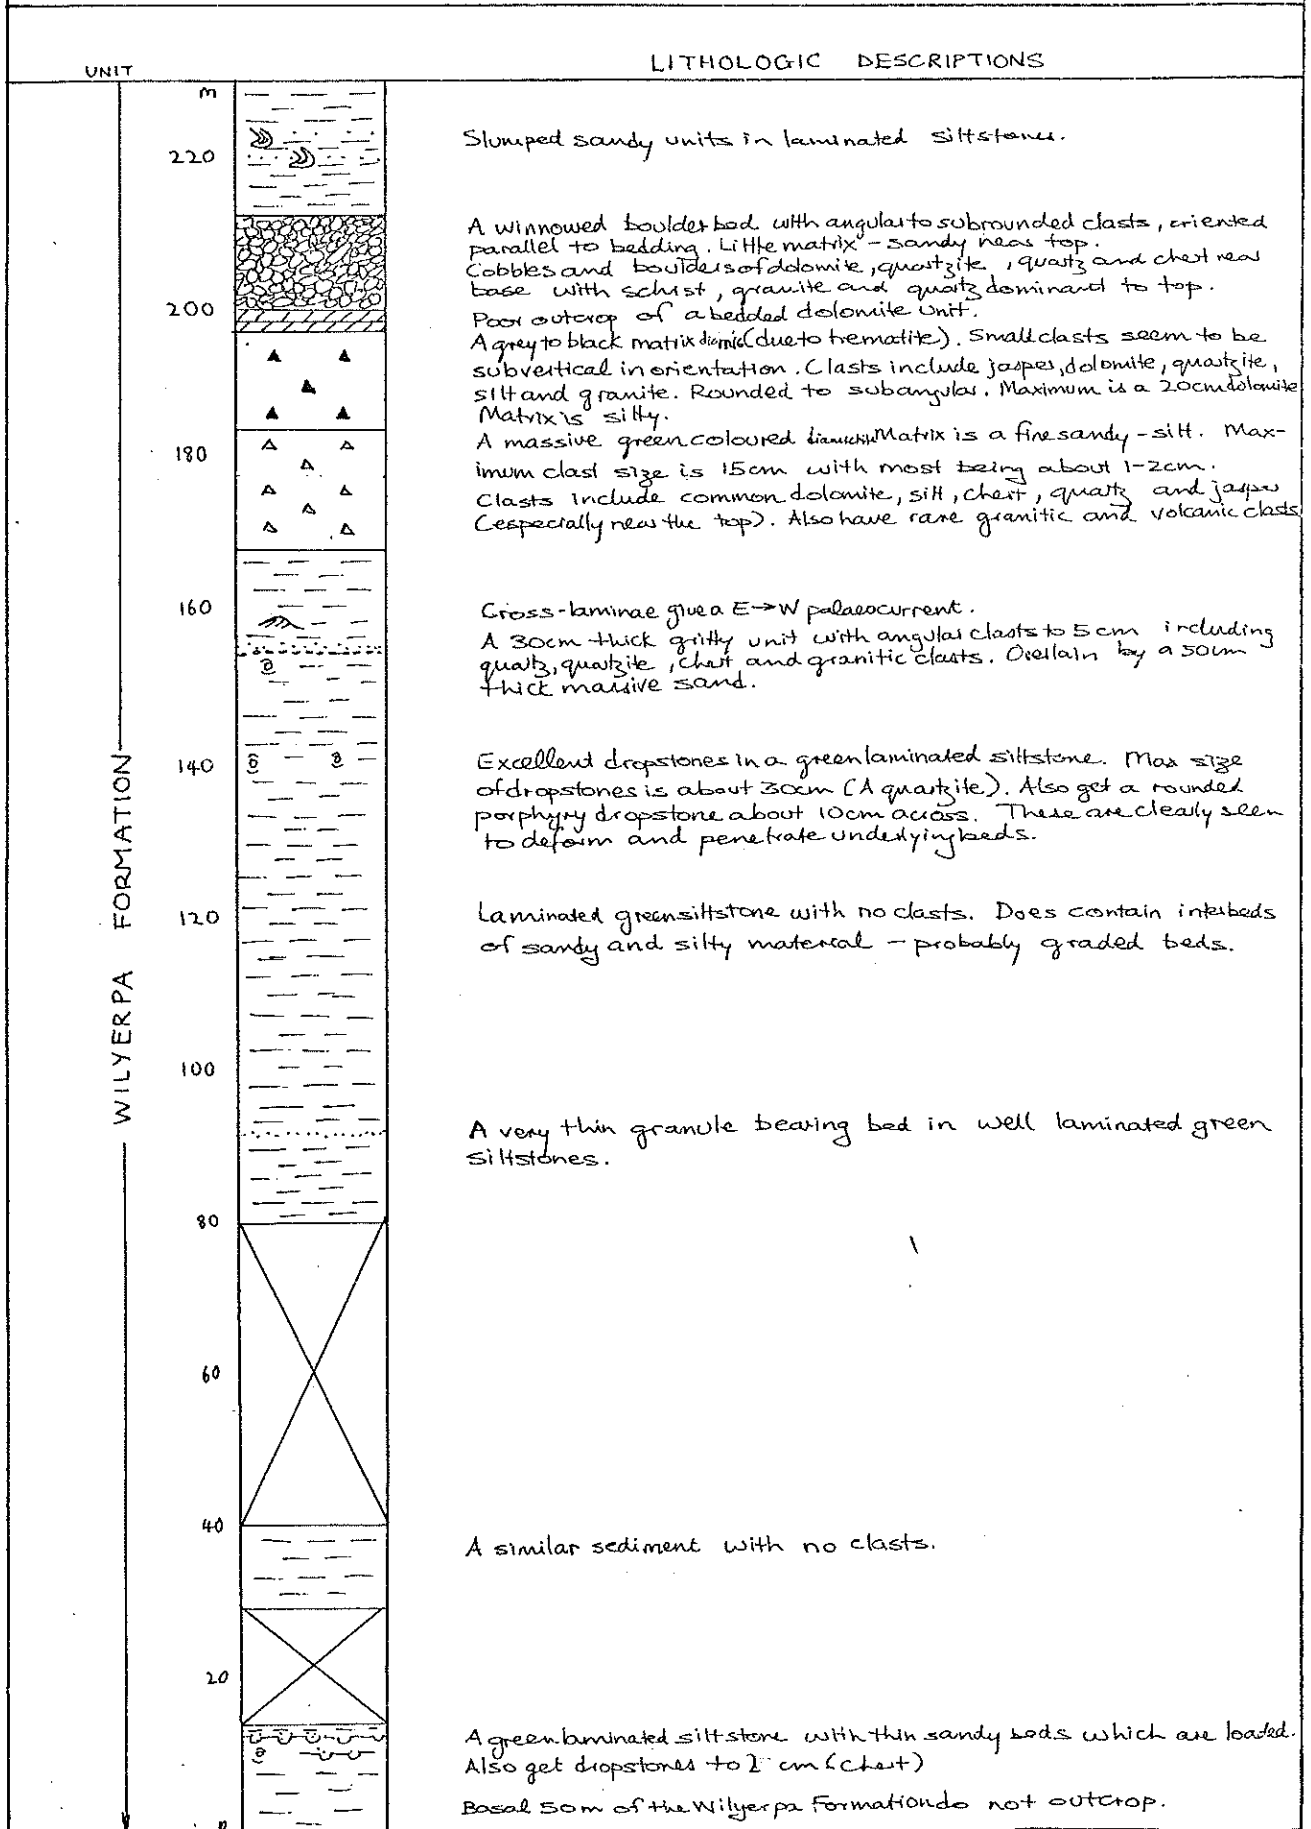 UNIT
LITHOLOGIC DESCRIPTIONS
m
Slumped sandy units in laminated siltstones.
220
A winnowed boulder bed with angular to subrounded clasts, oriented
parallel to bedding. Little matrix - sandy near top.
Cobbles and boulders of dolomite, quartzite, quartz and chert near
base with schist, granite and quartz dominant to top.
200
Poor outcrop of a bedded dolomite unit.
A grey to black matrix (due to hematite). Small clasts seem to be
subvertical in orientation. Clasts include jasper, dolomite, quartzite,
silt and granite. Rounded to subangular. Maximum is a 20cm dolomite
Matrix is silty.
A massive green coloured Matrix is a fine sandy-silt. Max-
180
imum clast size is 15cm with most being about 1-2cm.
Clasts include common dolomite, silt, chert, quartz and jasper
(especially near the top). Also have rare granitic and volcanic clasts
160
Cross-laminae give a E→W palaeocurrent.
A 30cm thick gritty unit with angular clasts to 5cm including
quartz, quartzite, chert and granitic clasts. Overlain by a 50cm
thick massive sand.
140
Excellent dropstones in a green laminated siltstone. Max size
of dropstones is about 30cm (A quartzite). Also get a rounded
porphyry dropstone about 10cm across. These are clearly seen
to deform and penetrate underlying beds.
120
Laminated green siltstone with no clasts. Does contain interbeds
of sandy and silty material - probably graded beds.
WILYERPA FORMATION
100
A very thin granule bearing bed in well laminated green
siltstones.
80
60
40
A similar sediment with no clasts.
20
A green laminated siltstone with thin sandy beds which are loaded.
Also get dropstones to cm (chert)
Basal 50m of the Wilyerpa Formation do not outcrop.